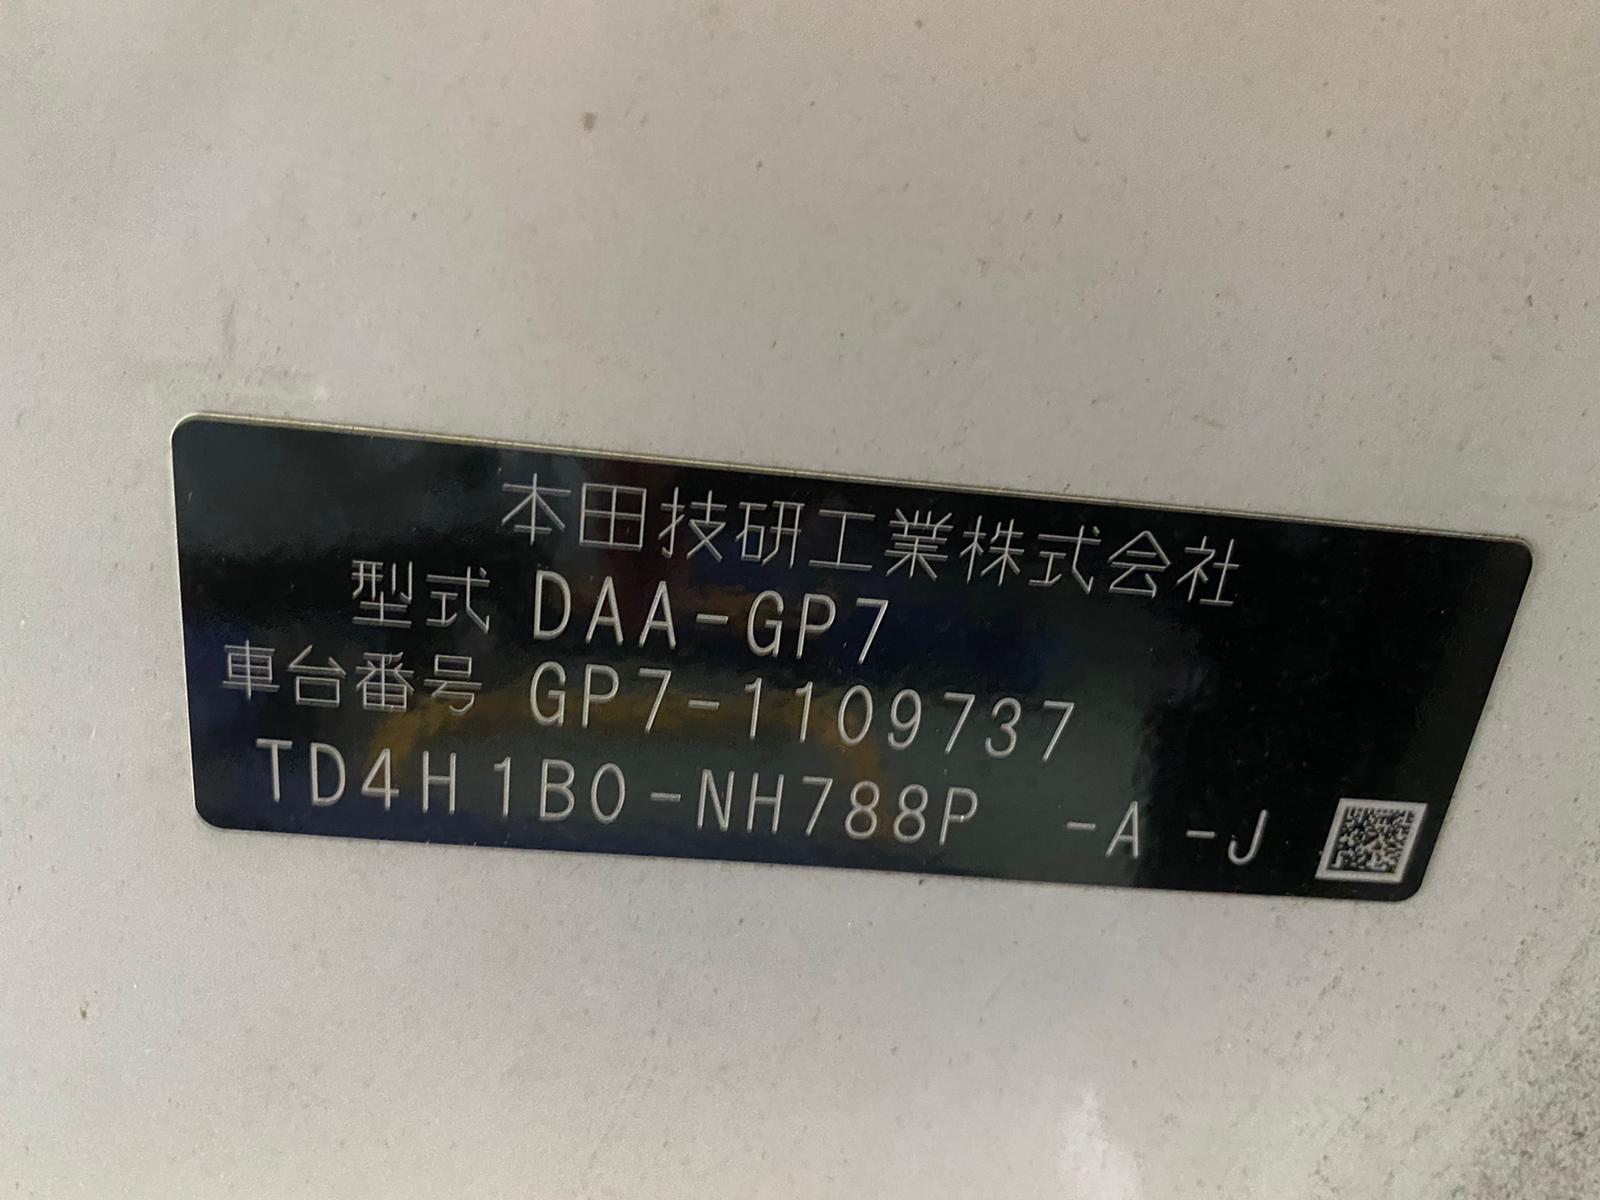 本田技研工業株式会社
型式 DAA-GP7
車台番号 GP7-1109737
TD4H1B0-NH788P -A -J